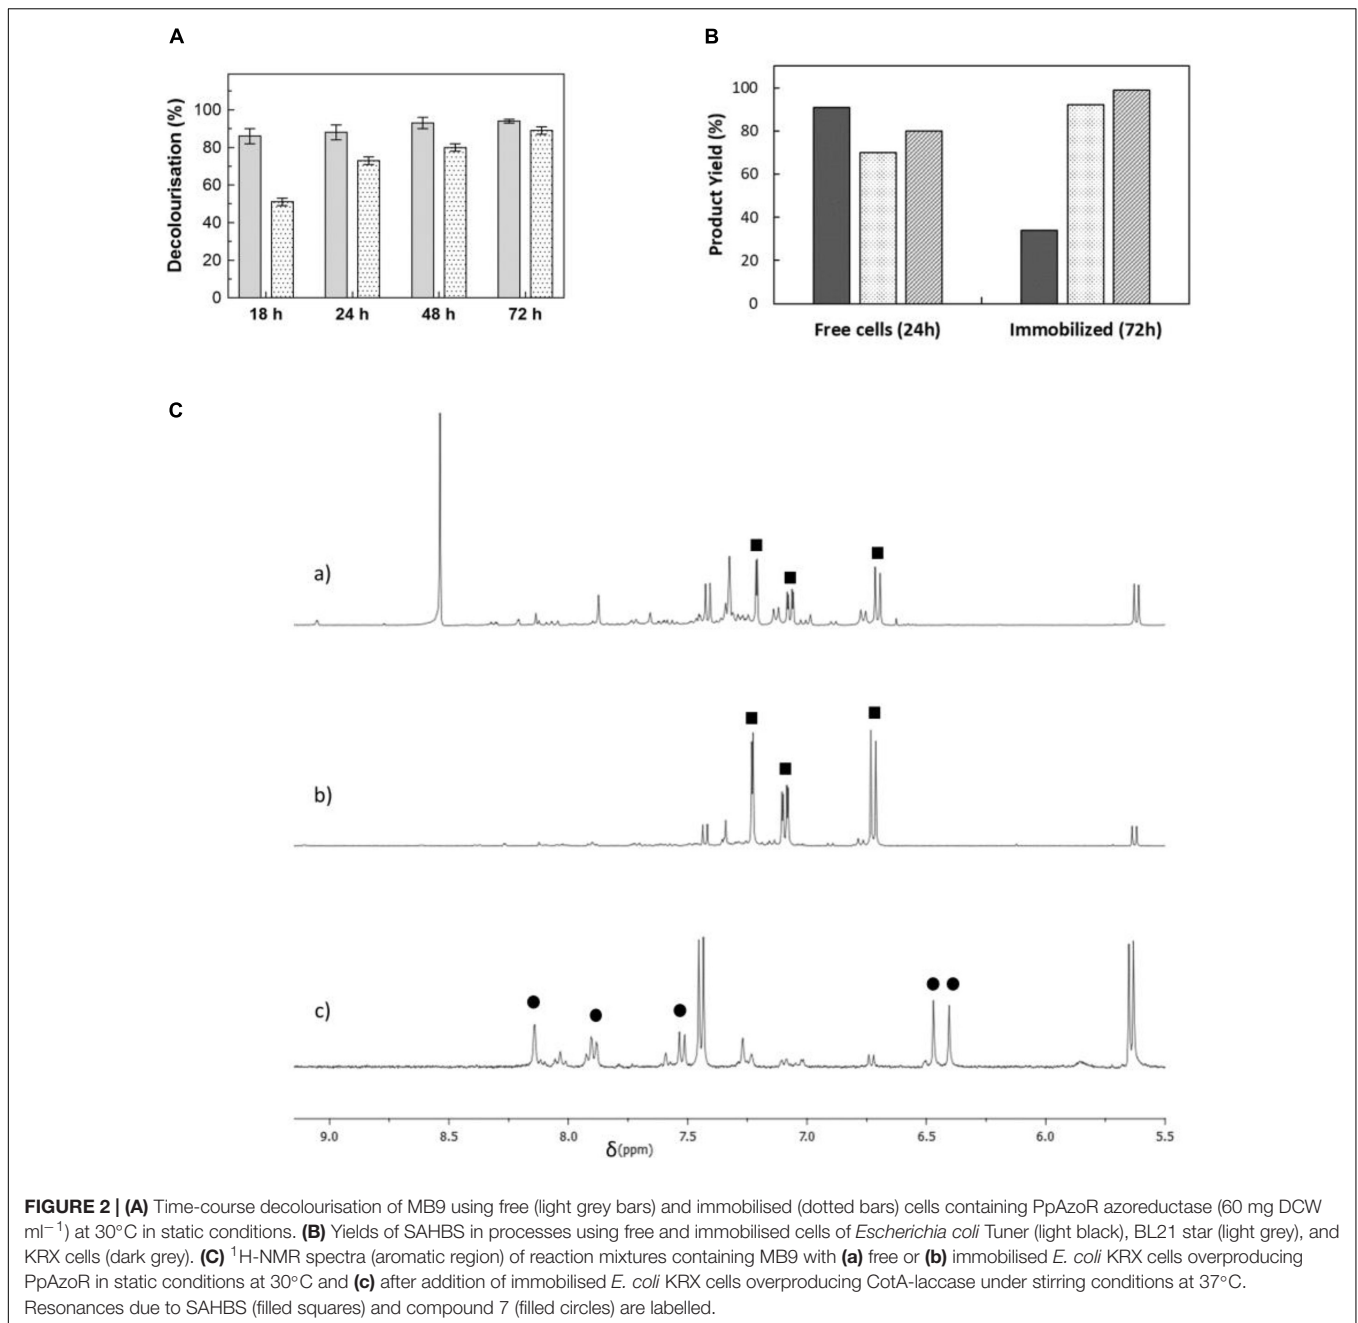 A
B
Decolourisation (%)
100
80
60
40
20
0
18 h 24 h 48 h 72 h
Product Yield (%)
100
80
60
40
20
0
Free cells (24h) Immobilized (72h)
C
a)
b)
c)
9.0 8.5 8.0 7.5 7.0 6.5 6.0 5.5
δ(ppm)
FIGURE 2 | (A) Time-course decolourisation of MB9 using free (light grey bars) and immobilised (dotted bars) cells containing PpAzoR azoreductase (60 mg DCW
ml−1) at 30°C in static conditions. (B) Yields of SAHBS in processes using free and immobilised cells of Escherichia coli Tuner (light black), BL21 star (light grey), and
KRX cells (dark grey). (C) 1H-NMR spectra (aromatic region) of reaction mixtures containing MB9 with (a) free or (b) immobilised E. coli KRX cells overproducing
PpAzoR in static conditions at 30°C and (c) after addition of immobilised E. coli KRX cells overproducing CotA-laccase under stirring conditions at 37°C.
Resonances due to SAHBS (filled squares) and compound 7 (filled circles) are labelled.